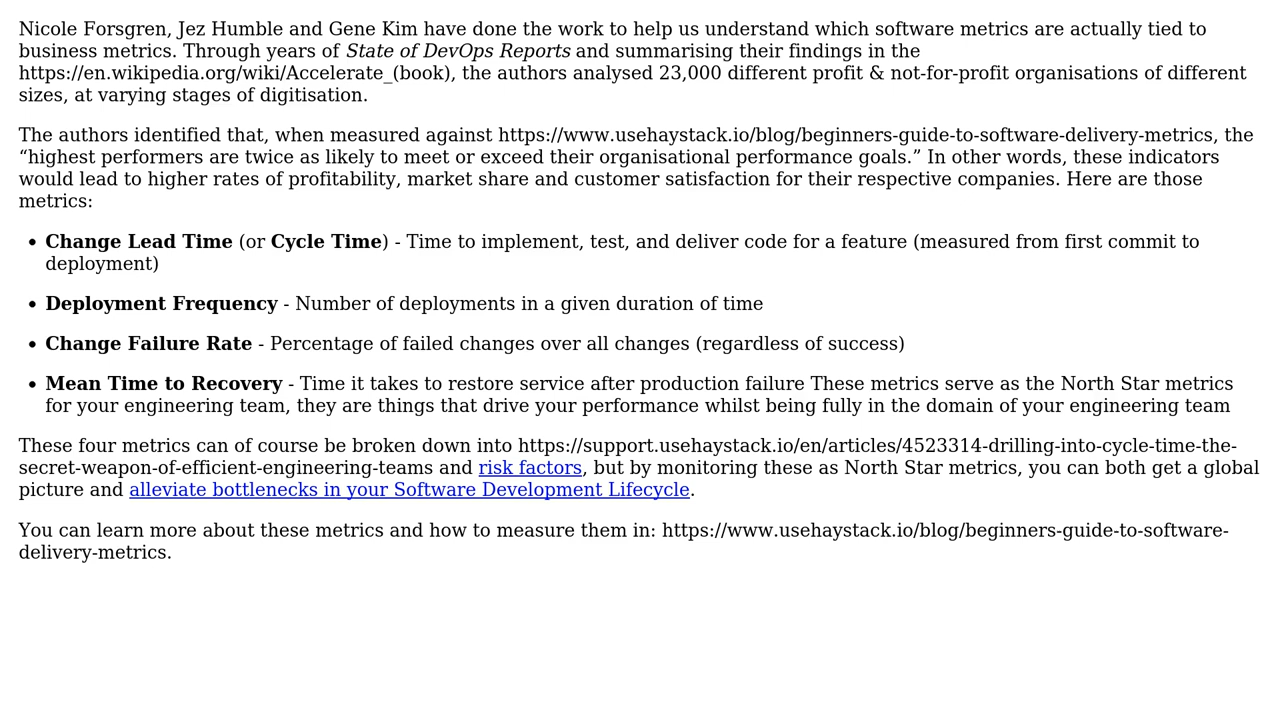 Nicole Forsgren, Jez Humble and Gene Kim have done the work to help us understand which software metrics are actually tied to
business metrics. Through years of State of DevOps Reports and summarising their findings in the
https://en.wikipedia.org/wiki/Accelerate_(book), the authors analysed 23,000 different profit & not-for-profit organisations of different
sizes, at varying stages of digitisation.
The authors identified that, when measured against https://www.usehaystack.io/blog/beginners-guide-to-software-delivery-metrics, the
“highest performers are twice as likely to meet or exceed their organisational performance goals.” In other words, these indicators
would lead to higher rates of profitability, market share and customer satisfaction for their respective companies. Here are those
metrics:
• Change Lead Time (or Cycle Time) - Time to implement, test, and deliver code for a feature (measured from first commit to
deployment)
• Deployment Frequency - Number of deployments in a given duration of time
• Change Failure Rate - Percentage of failed changes over all changes (regardless of success)
• Mean Time to Recovery - Time it takes to restore service after production failure These metrics serve as the North Star metrics
for your engineering team, they are things that drive your performance whilst being fully in the domain of your engineering team
These four metrics can of course be broken down into https://support.usehaystack.io/en/articles/4523314-drilling-into-cycle-time-the-
secret-weapon-of-efficient-engineering-teams and risk factors, but by monitoring these as North Star metrics, you can both get a global
picture and alleviate bottlenecks in your Software Development Lifecycle.
You can learn more about these metrics and how to measure them in: https://www.usehaystack.io/blog/beginners-guide-to-software-
delivery-metrics.